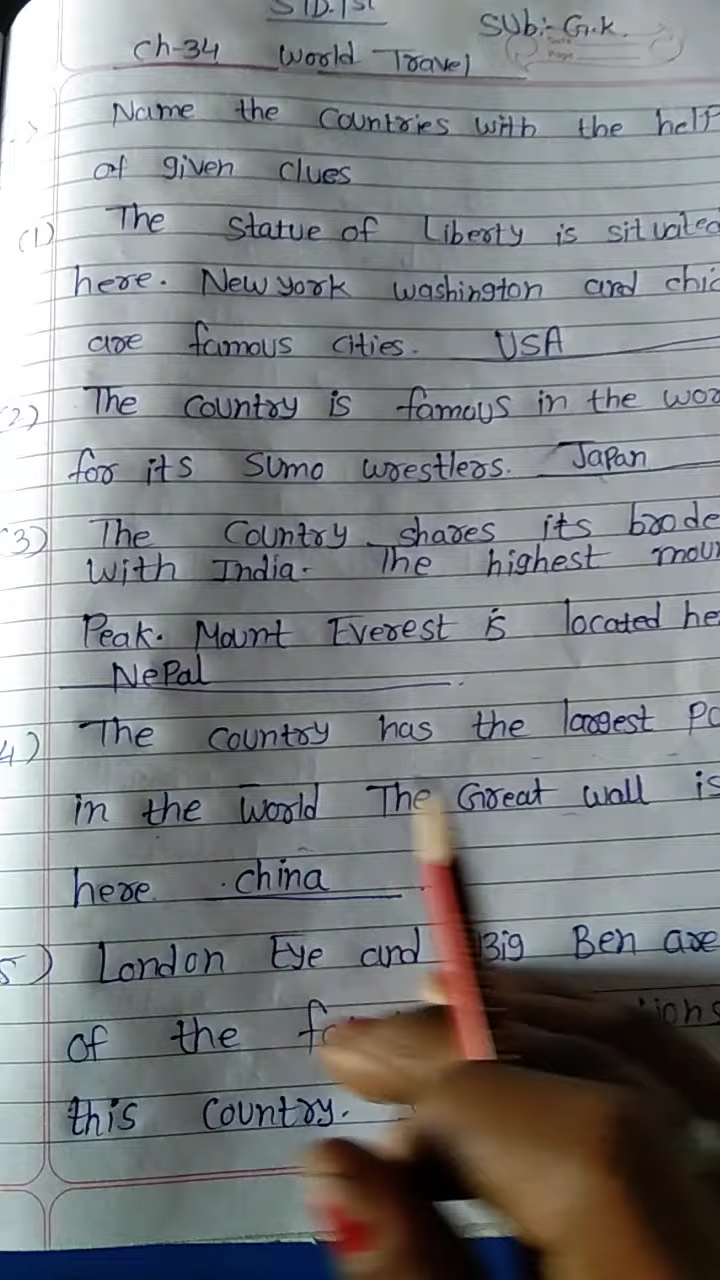 STD. 1st
Sub:- G.K.
Ch-34 World Travel
Name the Countries with the help
of given clues
(1) The Statue of Liberty is situated
here. New york washington and chic
are famous cities. USA
(2) The country is famous in the wor
for its Sumo wrestlers. Japan
(3) The Country shares its brode
with India. The highest moun
Peak. Mount Everest is located he
Nepal
4) The country has the largest Po
in the world The Great wall is
here. china
5) London Eye and Big Ben are
of the ions
this country.